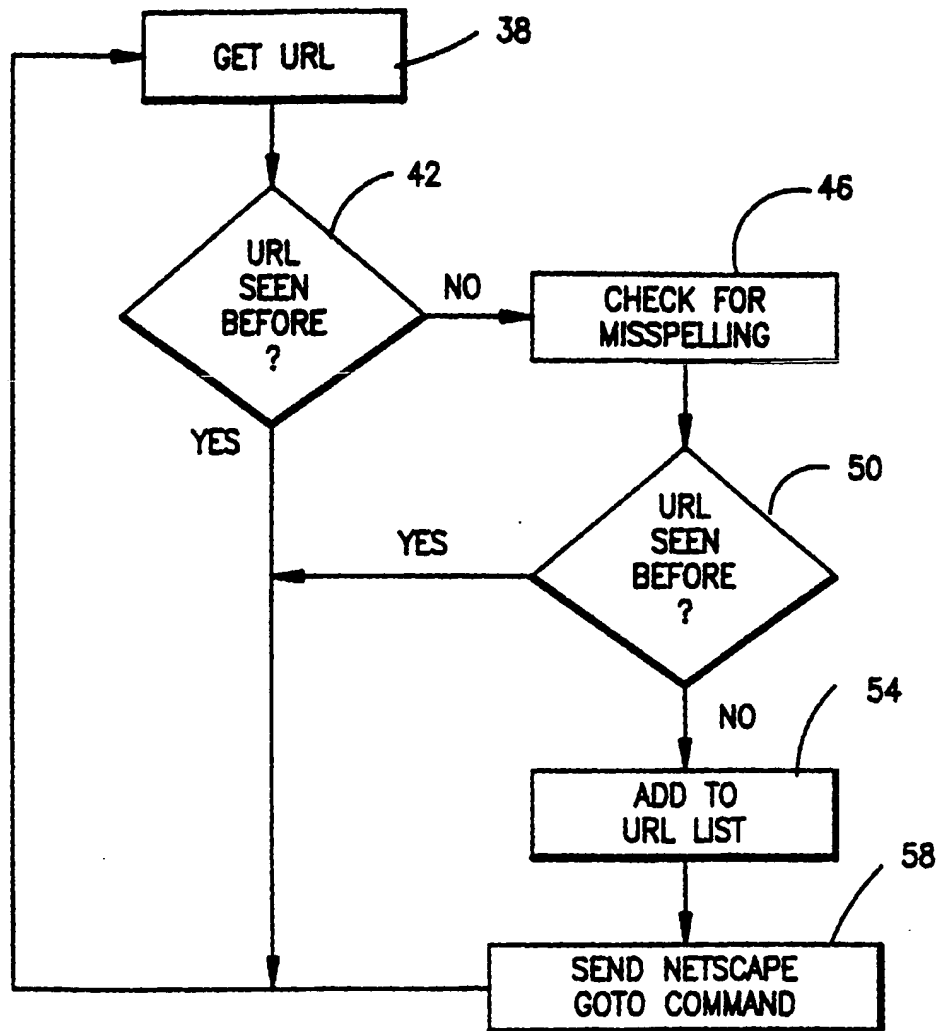 GET URL
38
42
URL
SEEN
BEFORE
?
NO
YES
46
CHECK FOR
MISSPELLING
50
URL
SEEN
BEFORE
?
YES
NO
54
ADD TO
URL LIST
58
SEND NETSCAPE
GOTO COMMAND